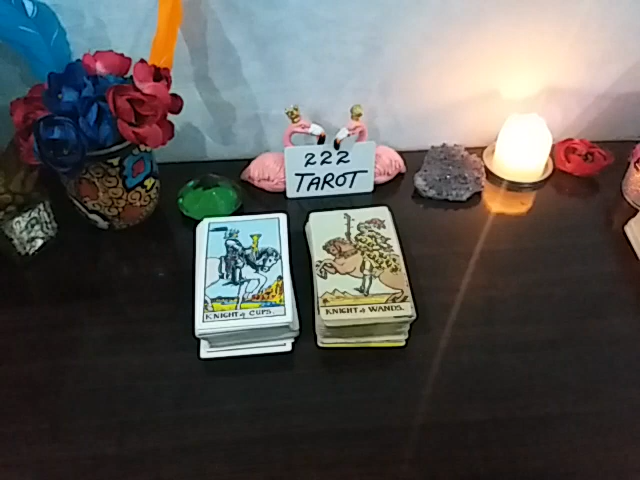 222
TAROT
KNIGHT of CUPS.
KNIGHT of WANDS.